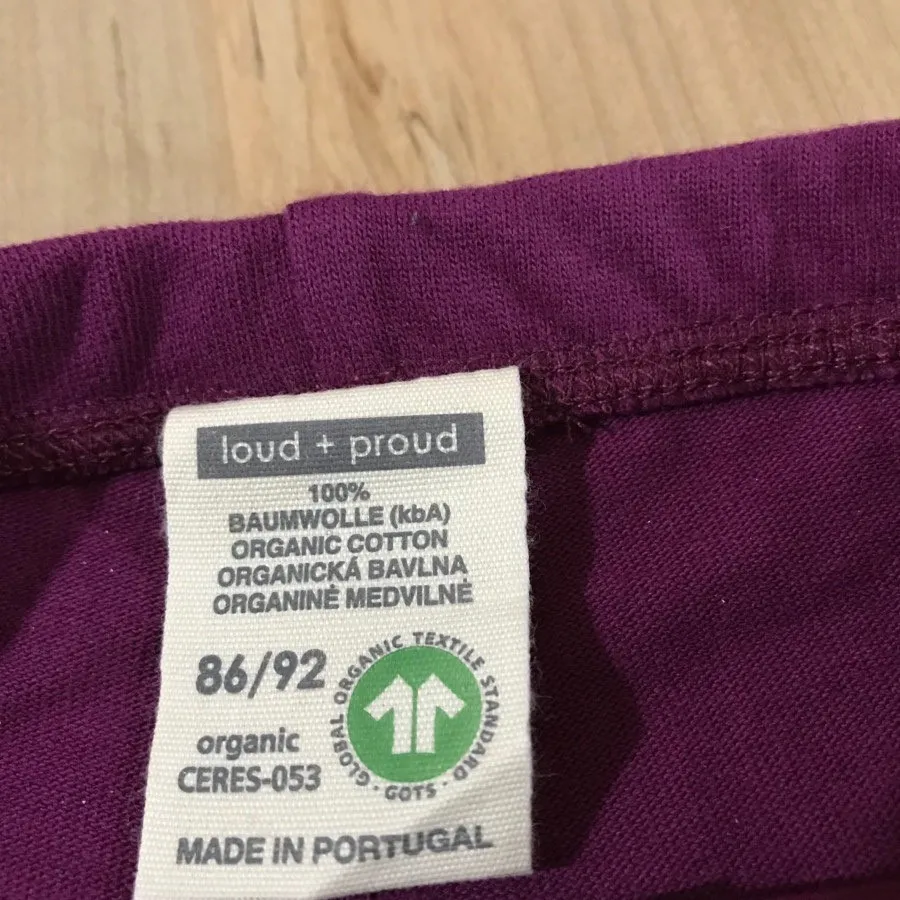 loud + proud
100%
BAUMWOLLE (kbA)
ORGANIC COTTON
ORGANICKÁ BAVLNA
ORGANINĖ MEDVILNĖ
86/92
GLOBAL ORGANIC TEXTILE STANDARD · GOTS ·
organic
CERES-053
MADE IN PORTUGAL